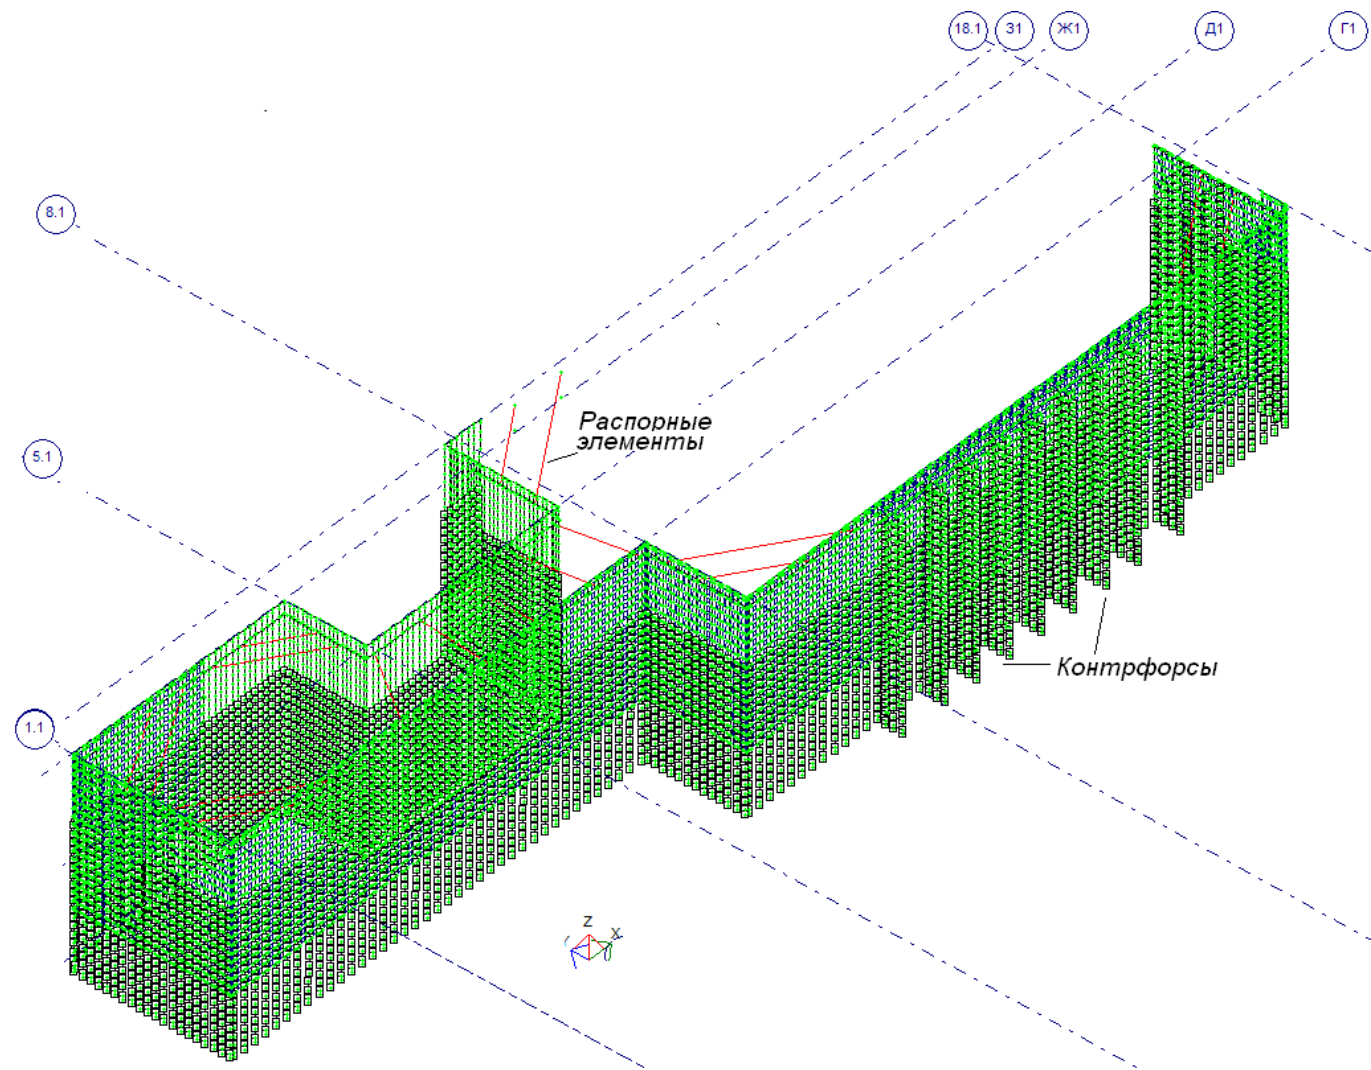 18.1
З1
Ж1
Д1
Г1
8.1
Распорные
элементы
5.1
Контрфорсы
1.1
Z
X